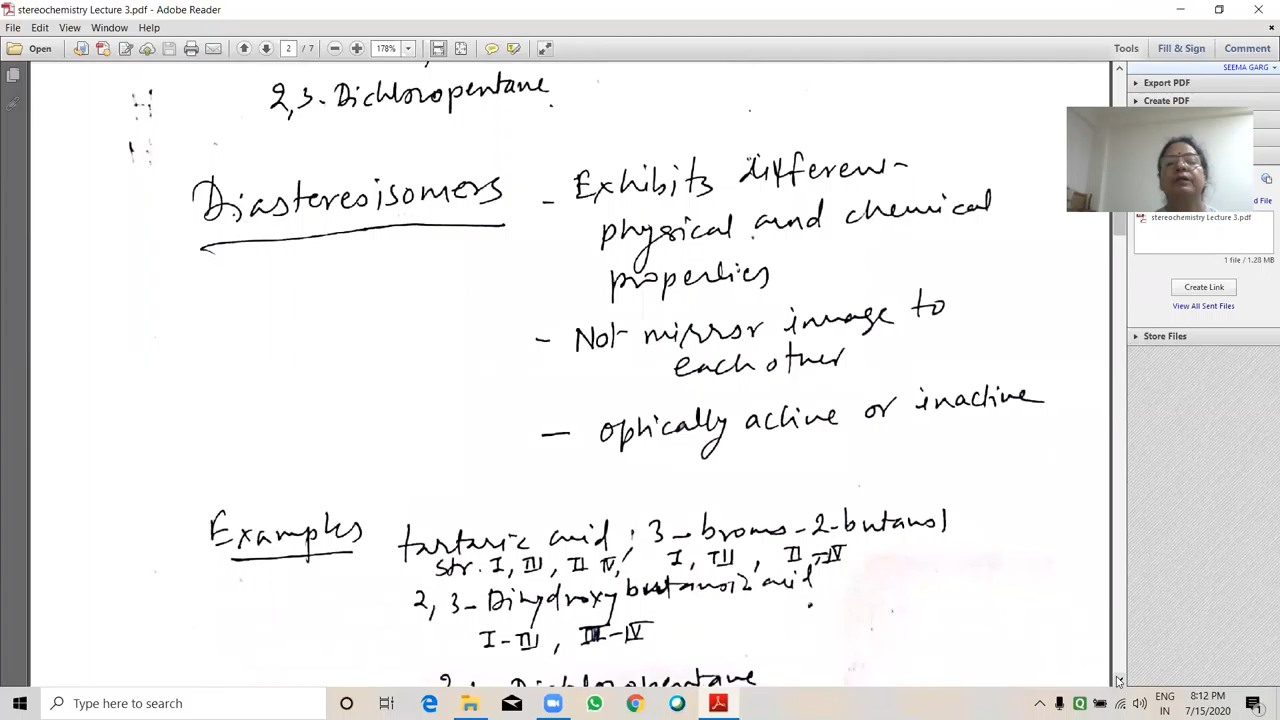 stereochemistry Lecture 3.pdf - Adobe Reader
File Edit View Window Help
Open 2 / 7 178% Tools Fill & Sign Comment
SEEMA GARG
Export PDF
Create PDF
stereochemistry Lecture 3.pdf
1 file / 1.28 MB
Create Link
View All Sent Files
Store Files
2,3-Dichloropentane
Diastereoisomers - Exhibits different
physical and chemical
properties
- Not mirror image to
each other
- optically active or inactive
Examples tartaric acid, 3-bromo-2-butanol
str. I, III, II IV, I, III, II-IV
2,3-Dihydroxy butanoic acid
I-III, II-IV
Dichloropentane
Type here to search
ENG
IN
8:12 PM
7/15/2020